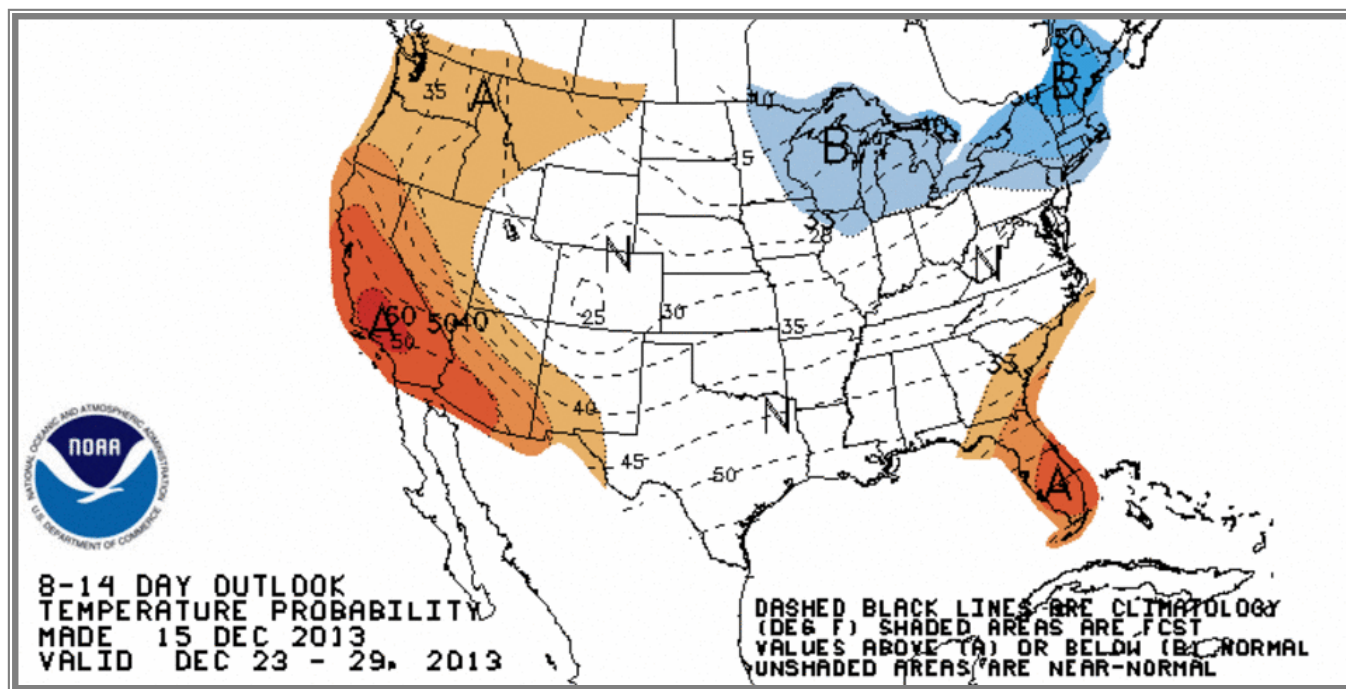 35
A
50
B
30
40
B
40
15
35
28
N
N
A
60
50
40
50
25
30
35
35
40
N
45
50
A
NATIONAL OCEANIC AND ATMOSPHERIC ADMINISTRATION
NOAA
U.S. DEPARTMENT OF COMMERCE
8-14 DAY OUTLOOK
TEMPERATURE PROBABILITY
MADE 15 DEC 2013
VALID DEC 23 - 29, 2013
DASHED BLACK LINES ARE CLIMATOLOGY
(DEG F) SHADED AREAS ARE FCST
VALUES ABOVE (A) OR BELOW (B) NORMAL
UNSHADED AREAS ARE NEAR-NORMAL